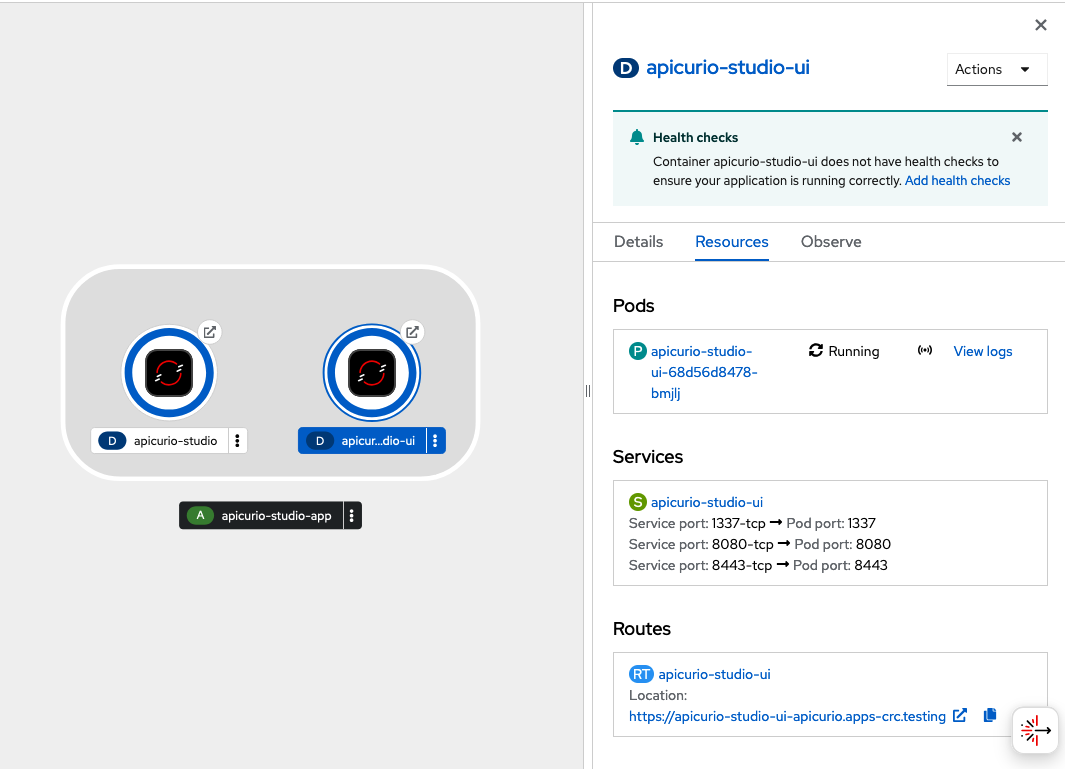 D apicurio-studio
D apicur...dio-ui
A apicurio-studio-app
D apicurio-studio-ui
Actions
Health checks
Container apicurio-studio-ui does not have health checks to
ensure your application is running correctly. Add health checks
Details Resources Observe
Pods
P apicurio-studio- Running View logs
ui-68d56d8478-
bmjlj
Services
S apicurio-studio-ui
Service port: 1337-tcp → Pod port: 1337
Service port: 8080-tcp → Pod port: 8080
Service port: 8443-tcp → Pod port: 8443
Routes
RT apicurio-studio-ui
Location:
https://apicurio-studio-ui-apicurio.apps-crc.testing